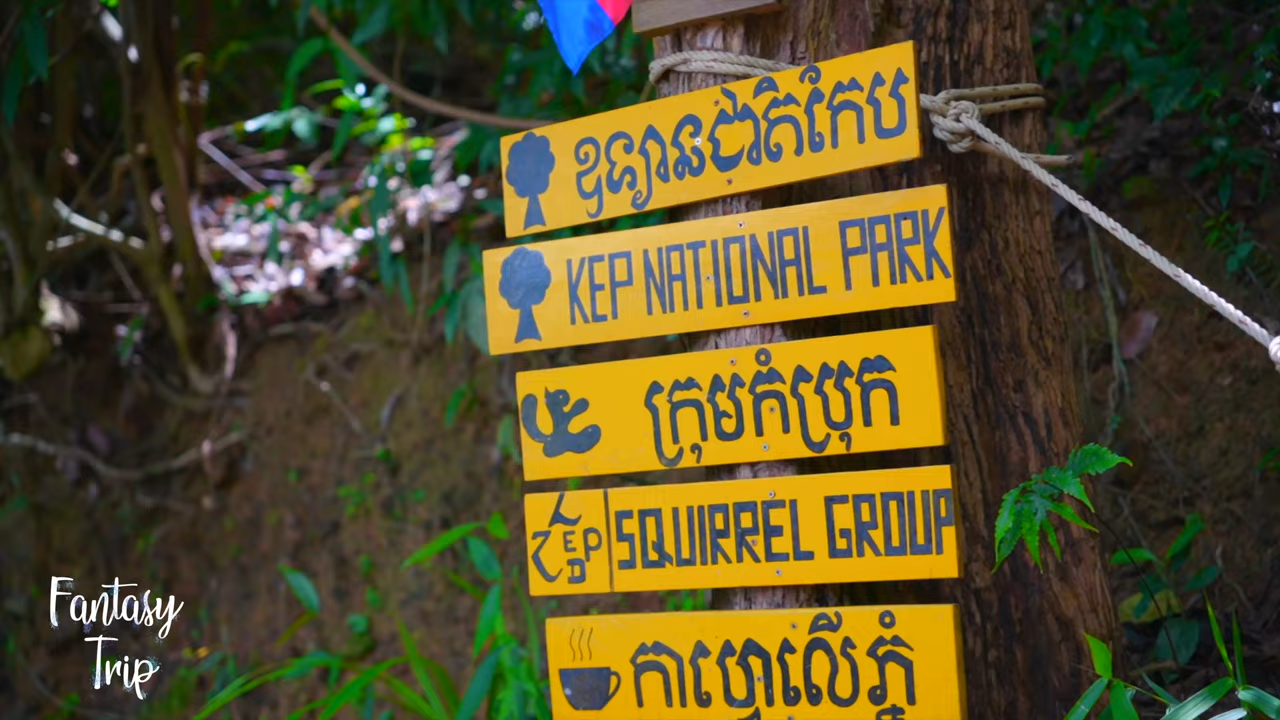 ឧទ្យានជាតិកែប
KEP NATIONAL PARK
ក្រុមកំប្រុក
SQUIRREL GROUP
កាហ្វេលើភ្នំ
Fantasy
Trip